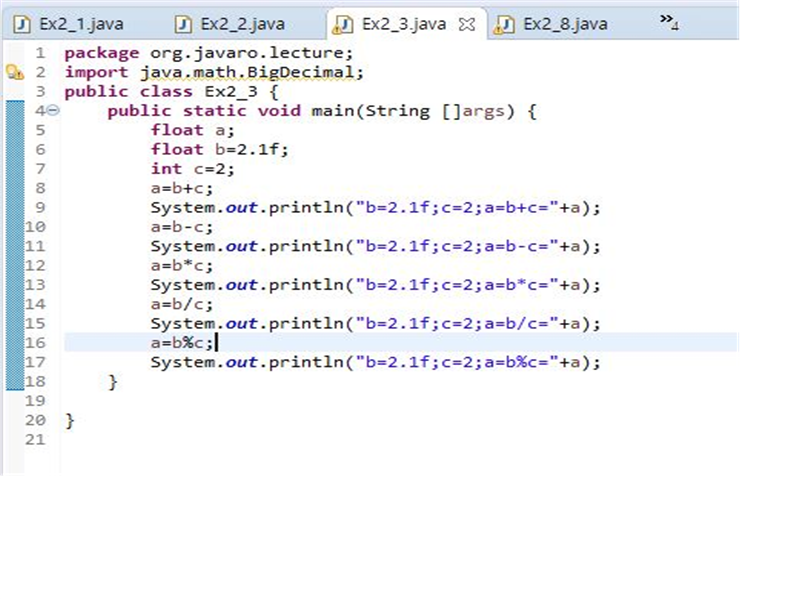 Ex2_1.java Ex2_2.java Ex2_3.java Ex2_8.java »4
1 package org.javaro.lecture;
2 import java.math.BigDecimal;
3 public class Ex2_3 {
4 public static void main(String []args) {
5 float a;
6 float b=2.1f;
7 int c=2;
8 a=b+c;
9 System.out.println("b=2.1f;c=2;a=b+c="+a);
10 a=b-c;
11 System.out.println("b=2.1f;c=2;a=b-c="+a);
12 a=b*c;
13 System.out.println("b=2.1f;c=2;a=b*c="+a);
14 a=b/c;
15 System.out.println("b=2.1f;c=2;a=b/c="+a);
16 a=b%c;
17 System.out.println("b=2.1f;c=2;a=b%c="+a);
18 }
19
20 }
21